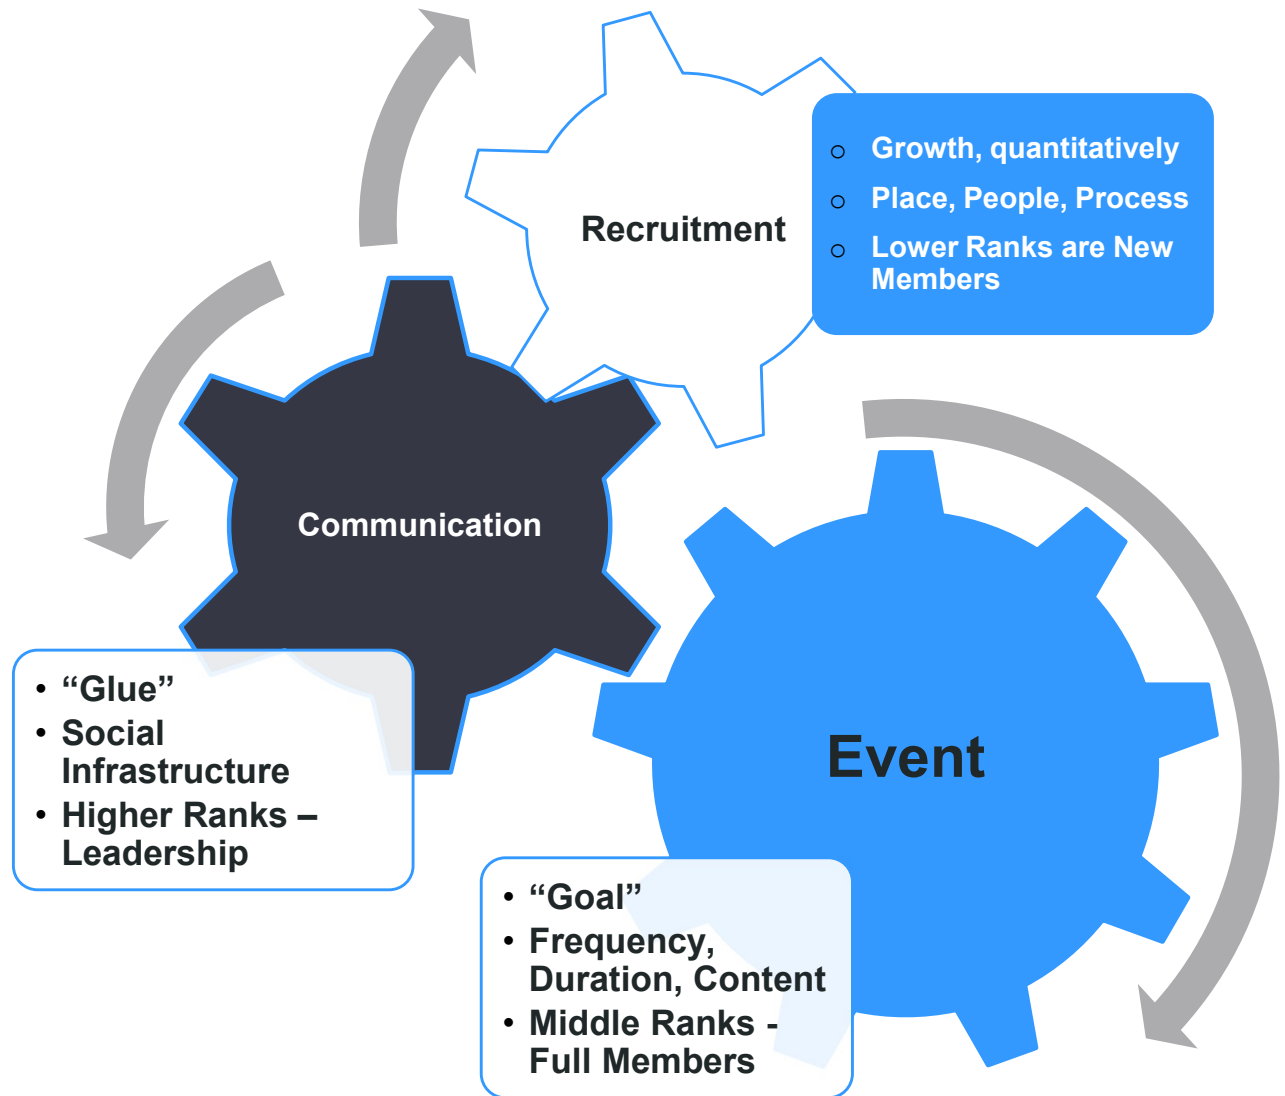 Recruitment
Growth, quantitatively
Place, People, Process
Lower Ranks are New
Members
Communication
“Glue”
Social
Infrastructure
Higher Ranks –
Leadership
Event
“Goal”
Frequency,
Duration, Content
Middle Ranks -
Full Members